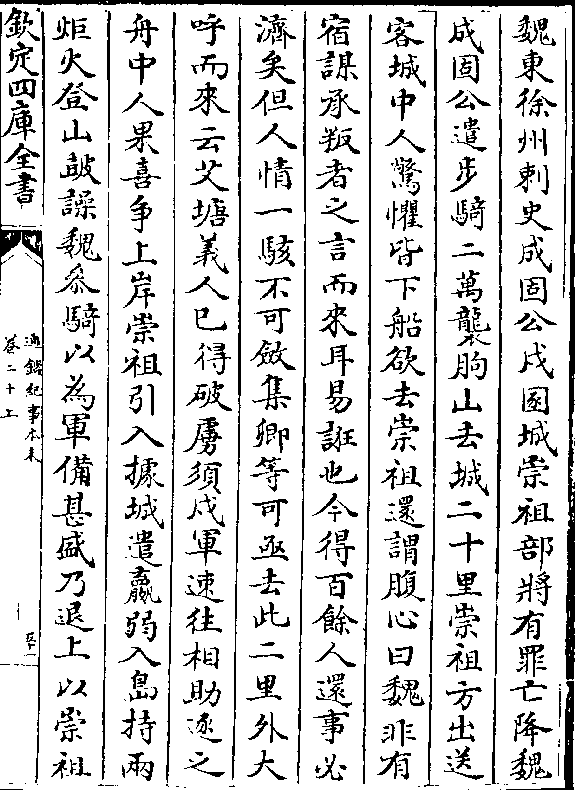 魏東徐州刺史成固公戍圂城崇祖部將有罪亡降魏
成固公遣步騎二萬襲朐山去城二十里崇祖方出送
客城中人驚懼皆下船欲去崇祖還謂腹心曰魏非有
宿謀承叛者之言而來耳易誑也今得百餘人還事必
濟矣但人情一駭不可斂集卿等可亟去此二里外大
呼而來云艾塘義人已得破虜須戍軍速往相助逐之
舟中人果喜争上岸崇祖引入據城遣羸弱入島持兩
炬火登山鼓譟魏叅騎以為軍備甚盛乃退上以崇祖
欽定四庫全書
通鑑紀事本末
卷二十上